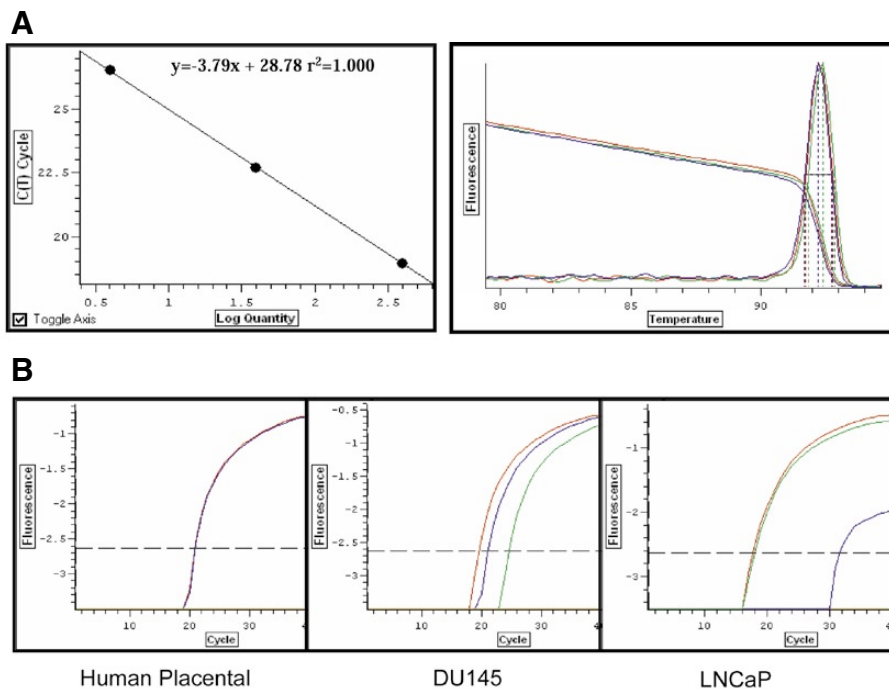 A
y=-3.79x + 28.78 r²=1.000
C(T) Cycle
25
22.5
20
0.5 1 1.5 2 2.5
Toggle Axis
Log Quantity
Fluorescence
80 85 90
Temperature
B
Fluorescence
-1
-1.5
-2
-2.5
-3
10 20 30
Cycle
Human Placental
Fluorescence
-0.5
-1
-1.5
-2
-2.5
-3
10 20 30
Cycle
DU145
Fluorescence
-1
-2
-3
10 20 30
Cycle
LNCaP